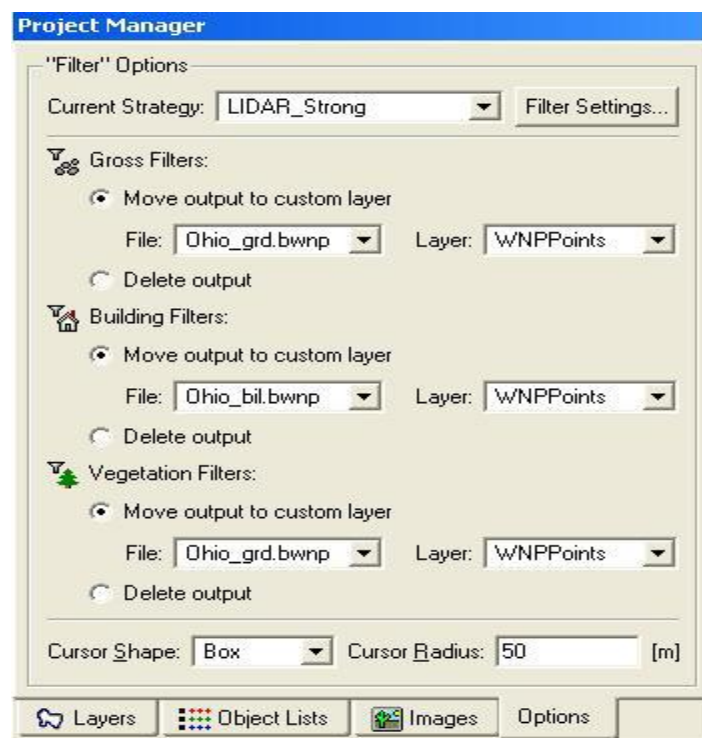 Project Manager
"Filter" Options
Current Strategy: LIDAR_Strong Filter Settings...
Gross Filters:
Move output to custom layer
File: Ohio_grd.bwnp Layer: WNPPoints
Delete output
Building Filters:
Move output to custom layer
File: Ohio_bil.bwnp Layer: WNPPoints
Delete output
Vegetation Filters:
Move output to custom layer
File: Ohio_grd.bwnp Layer: WNPPoints
Delete output
Cursor Shape: Box Cursor Radius: 50 [m]
Layers Object Lists Images Options